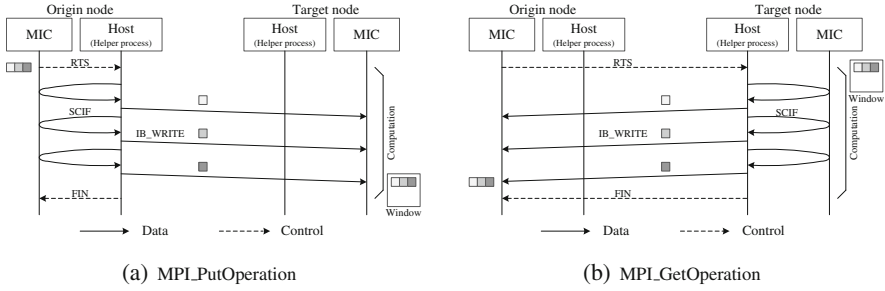 Origin node
Target node
MIC
Host
(Helper process)
Host
(Helper process)
MIC
RTS
SCIF
IB_WRITE
FIN
Computation
Window
Data
Control
(a) MPI_PutOperation
Origin node
Target node
MIC
Host
(Helper process)
Host
(Helper process)
MIC
RTS
Window
SCIF
IB_WRITE
FIN
Computation
Data
Control
(b) MPI_GetOperation